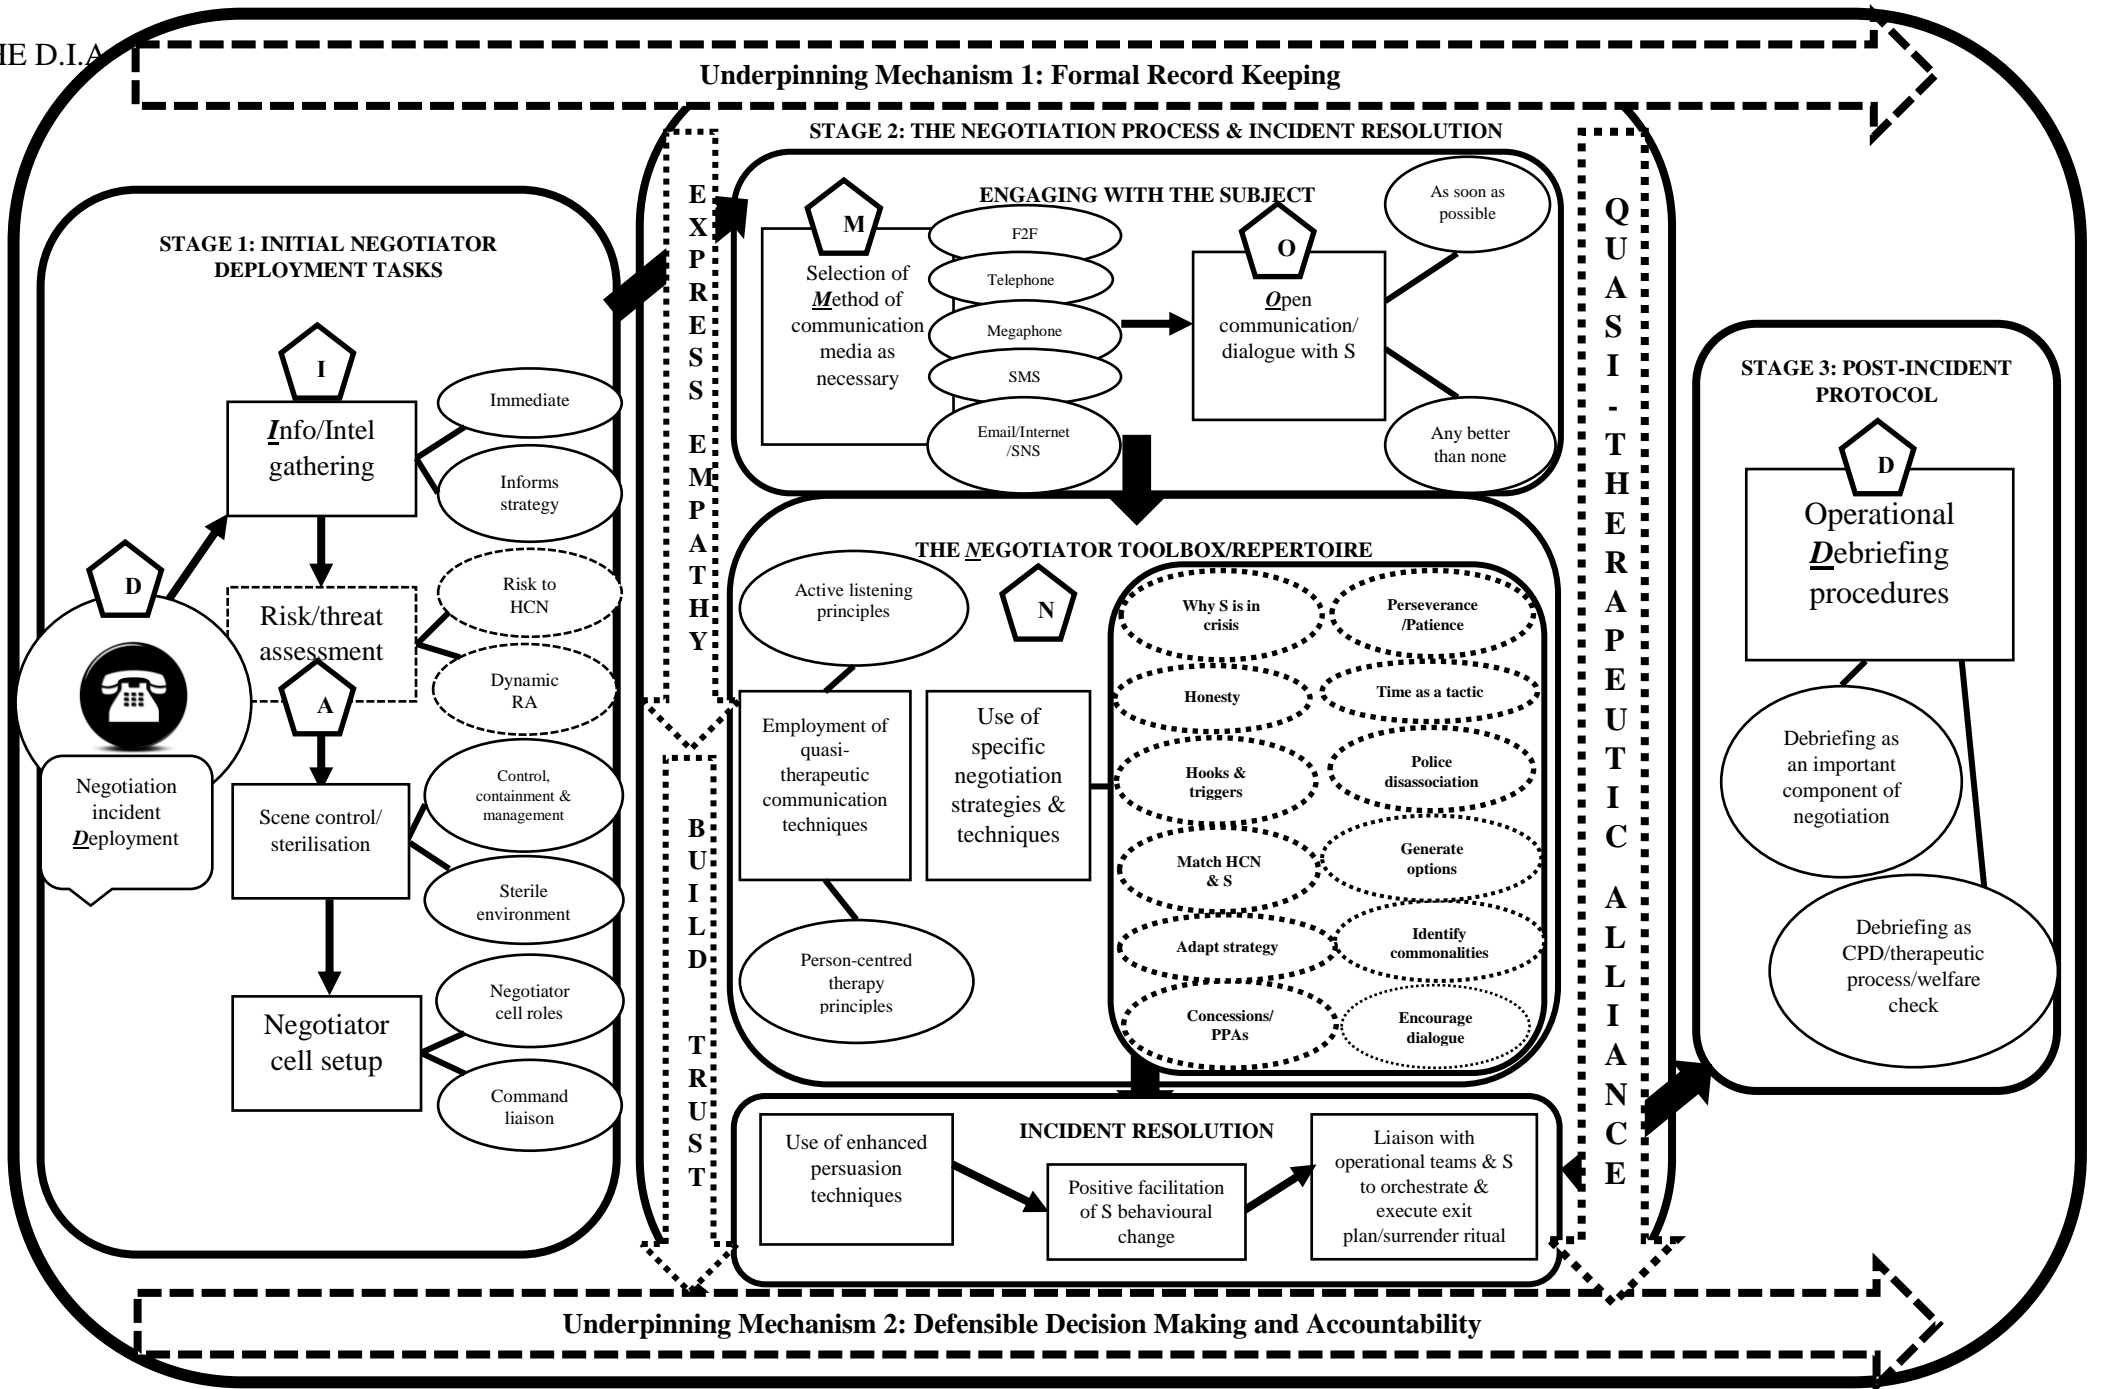 HE D.I.A
Underpinning Mechanism 1: Formal Record Keeping
STAGE 1: INITIAL NEGOTIATOR
DEPLOYMENT TASKS
I
Info/Intel
gathering
Immediate
Informs
strategy
D
Negotiation
incident
Deployment
Risk/threat
assessment
A
Risk to
HCN
Dynamic
RA
Scene control/
sterilisation
Control,
containment &
management
Sterile
environment
Negotiator
cell setup
Negotiator
cell roles
Command
liaison
EXPRESS EMPATHY
BUILD TRUST
STAGE 2: THE NEGOTIATION PROCESS & INCIDENT RESOLUTION
ENGAGING WITH THE SUBJECT
M
Selection of
Method of
communication
media as
necessary
F2F
Telephone
Megaphone
SMS
Email/Internet
/SNS
O
Open
communication/
dialogue with S
As soon as
possible
Any better
than none
THE NEGOTIATOR TOOLBOX/REPERTOIRE
N
Active listening
principles
Employment of
quasi-
therapeutic
communication
techniques
Person-centred
therapy
principles
Use of
specific
negotiation
strategies &
techniques
Why S is in
crisis
Perseverance
/Patience
Honesty
Time as a tactic
Hooks &
triggers
Police
disassociation
Match HCN
& S
Generate
options
Adapt strategy
Identify
commonalities
Concessions/
PPAs
Encourage
dialogue
INCIDENT RESOLUTION
Use of enhanced
persuasion
techniques
Positive facilitation
of S behavioural
change
Liaison with
operational teams & S
to orchestrate &
execute exit
plan/surrender ritual
QUASI-THERAPEUTIC ALLIANCE
STAGE 3: POST-INCIDENT
PROTOCOL
D
Operational
Debriefing
procedures
Debriefing as
an important
component of
negotiation
Debriefing as
CPD/therapeutic
process/welfare
check
Underpinning Mechanism 2: Defensible Decision Making and Accountability